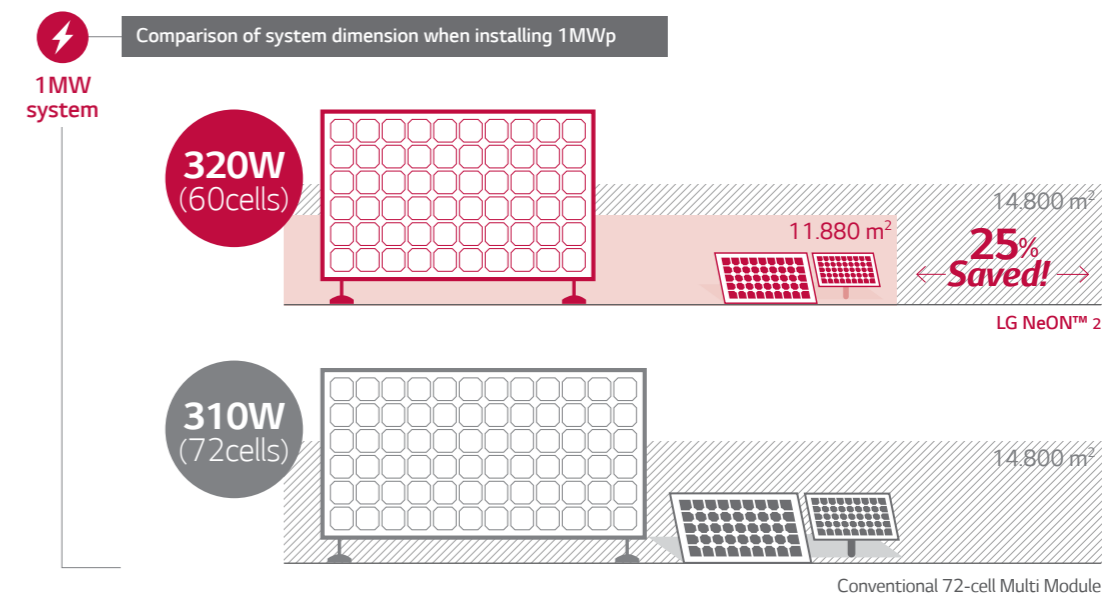 Comparison of system dimension when installing 1MWp
1MW
system
320W
(60cells)
14.800 m²
11.880 m²
25%
Saved!
LG NeON™ 2
310W
(72cells)
14.800 m²
Conventional 72-cell Multi Module